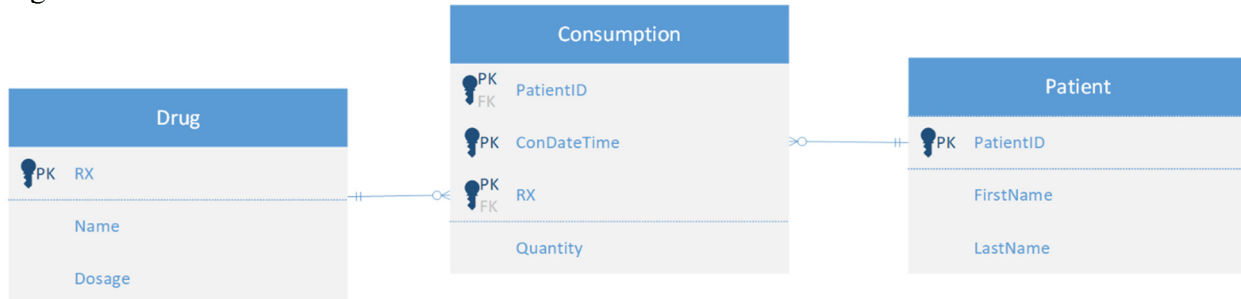 Drug
PK RX
Name
Dosage
Consumption
PK
FK PatientID
PK ConDateTime
PK
FK RX
Quantity
Patient
PK PatientID
FirstName
LastName